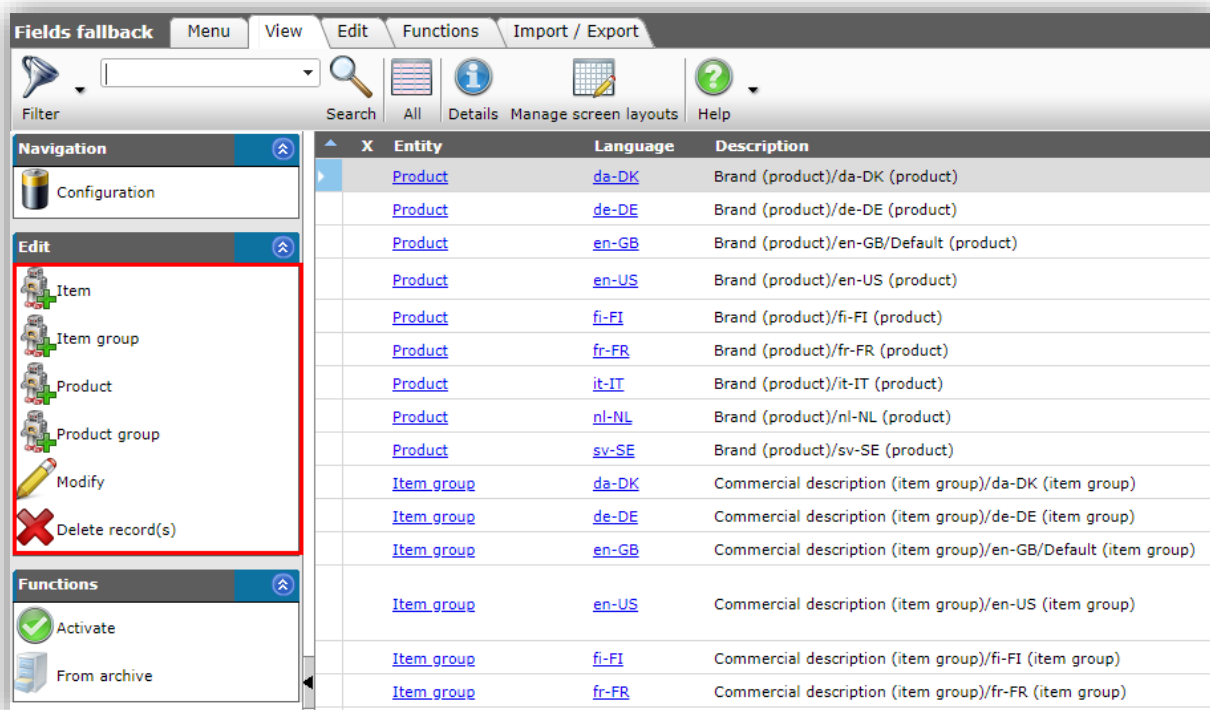 Fields fallback Menu View Edit Functions Import / Export
Filter Search All Details Manage screen layouts Help
Navigation
Configuration
Edit
Item
Item group
Product
Product group
Modify
Delete record(s)
Functions
Activate
From archive
X Entity Language Description
Product da-DK Brand (product)/da-DK (product)
Product de-DE Brand (product)/de-DE (product)
Product en-GB Brand (product)/en-GB/Default (product)
Product en-US Brand (product)/en-US (product)
Product fi-FI Brand (product)/fi-FI (product)
Product fr-FR Brand (product)/fr-FR (product)
Product it-IT Brand (product)/it-IT (product)
Product nl-NL Brand (product)/nl-NL (product)
Product sv-SE Brand (product)/sv-SE (product)
Item group da-DK Commercial description (item group)/da-DK (item group)
Item group de-DE Commercial description (item group)/de-DE (item group)
Item group en-GB Commercial description (item group)/en-GB/Default (item group)
Item group en-US Commercial description (item group)/en-US (item group)
Item group fi-FI Commercial description (item group)/fi-FI (item group)
Item group fr-FR Commercial description (item group)/fr-FR (item group)